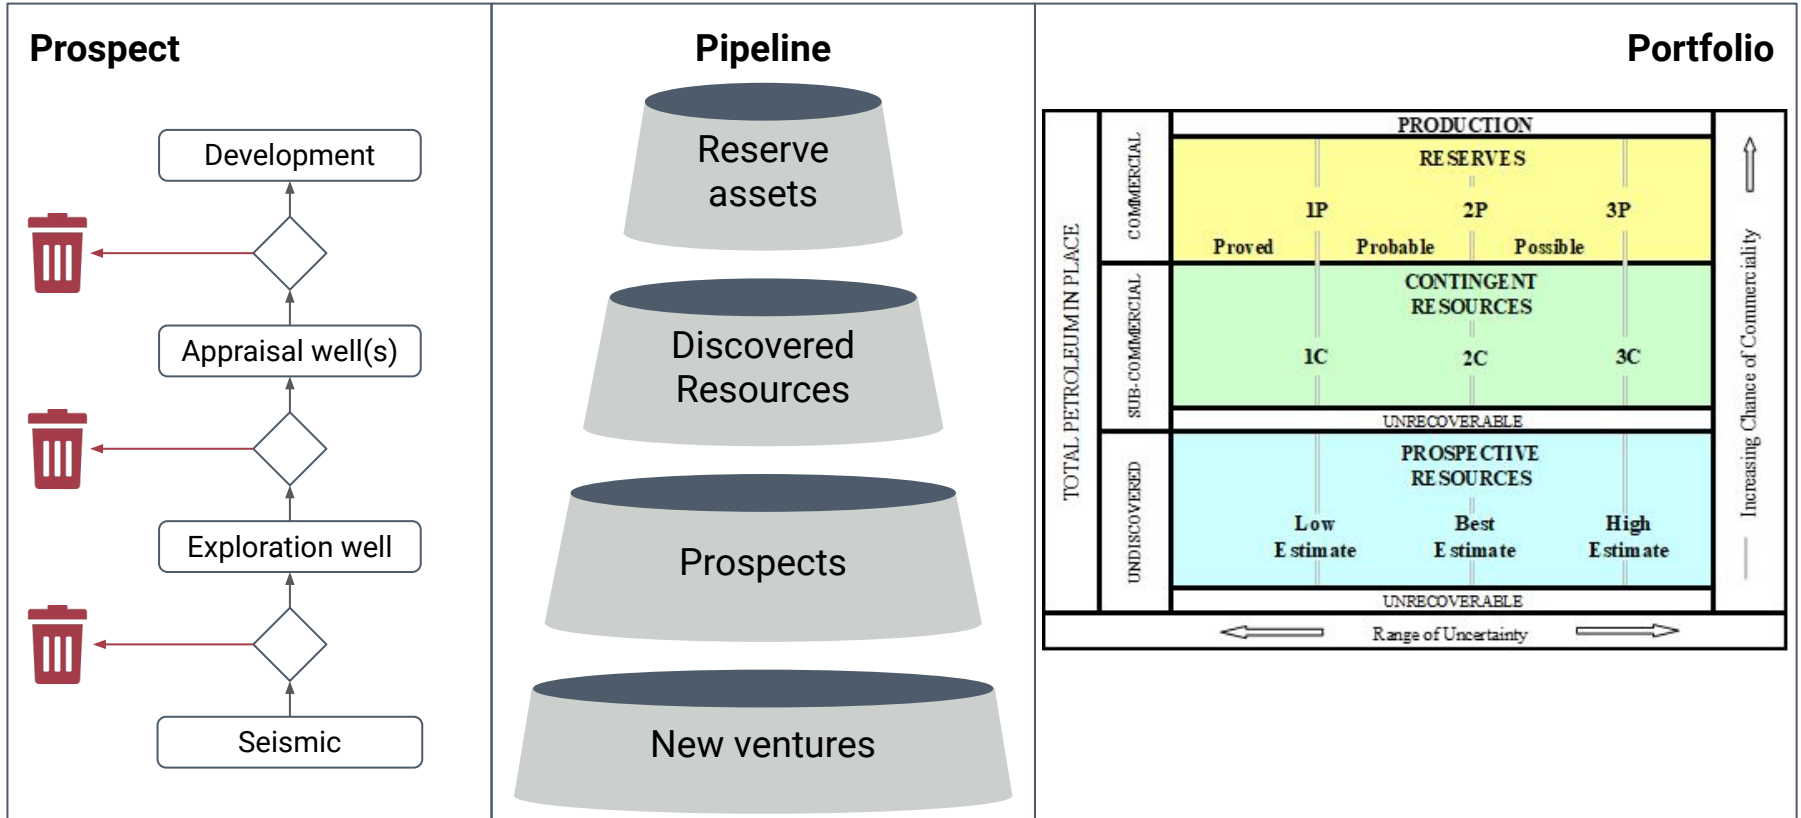 Prospect
Development
Appraisal well(s)
Exploration well
Seismic
Pipeline
Reserve
assets
Discovered
Resources
Prospects
New ventures
Portfolio
TOTAL PETROLEUM IN PLACE
COMMERCIAL
SUB-COMMERCIAL
UNDISCOVERED
PRODUCTION
RESERVES
1P 2P 3P
Proved Probable Possible
CONTINGENT
RESOURCES
1C 2C 3C
UNRECOVERABLE
PROSPECTIVE
RESOURCES
Low Best High
Estimate Estimate Estimate
UNRECOVERABLE
Range of Uncertainty
Increasing Chance of Commerciality